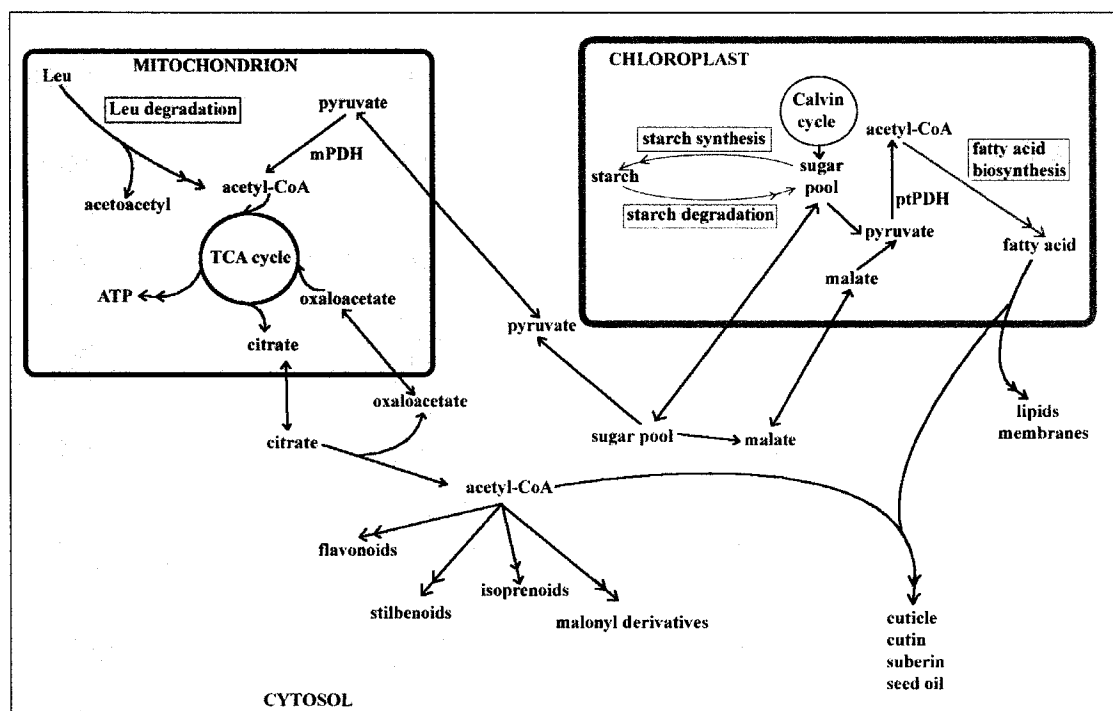 MITOCHONDRION
Leu
Leu degradation
pyruvate
mPDH
acetyl-CoA
acetoacetyl
TCA cycle
ATP
oxaloacetate
citrate
CHLOROPLAST
Calvin
cycle
acetyl-CoA
starch synthesis
fatty acid
biosynthesis
starch
sugar
pool
starch degradation
ptPDH
pyruvate
fatty acid
malate
pyruvate
oxaloacetate
citrate
sugar pool
malate
lipids
membranes
acetyl-CoA
flavonoids
stilbenoids
isoprenoids
malonyl derivatives
cuticle
cutin
suberin
seed oil
CYTOSOL